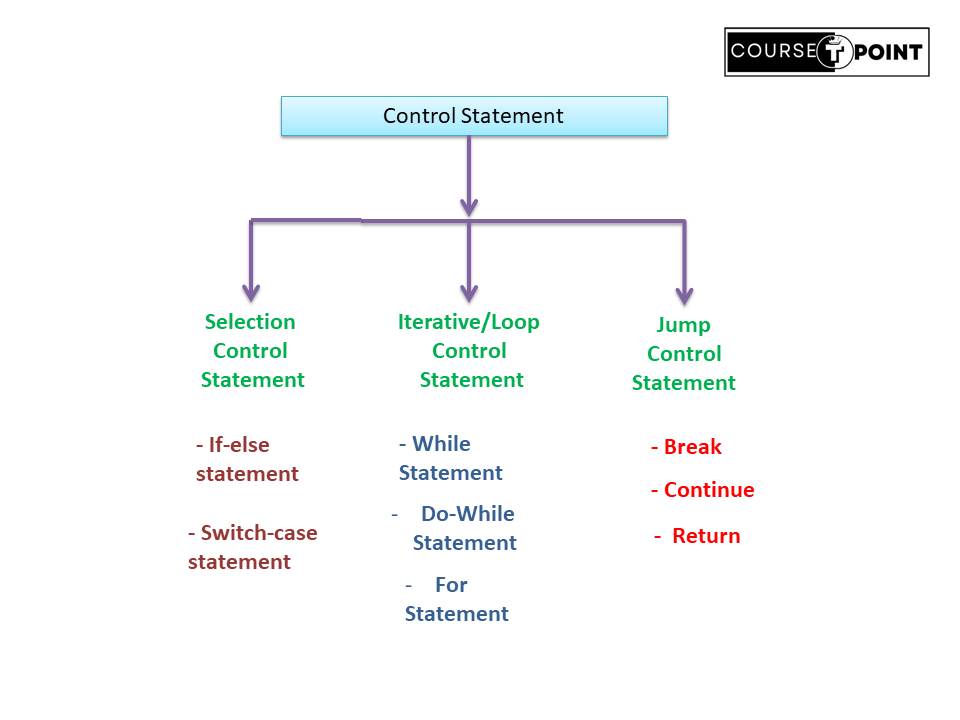 COURSE T POINT
Control Statement
Selection
Control
Statement
- If-else
statement
- Switch-case
statement
Iterative/Loop
Control
Statement
- While
Statement
- Do-While
Statement
- For
Statement
Jump
Control
Statement
- Break
- Continue
- Return